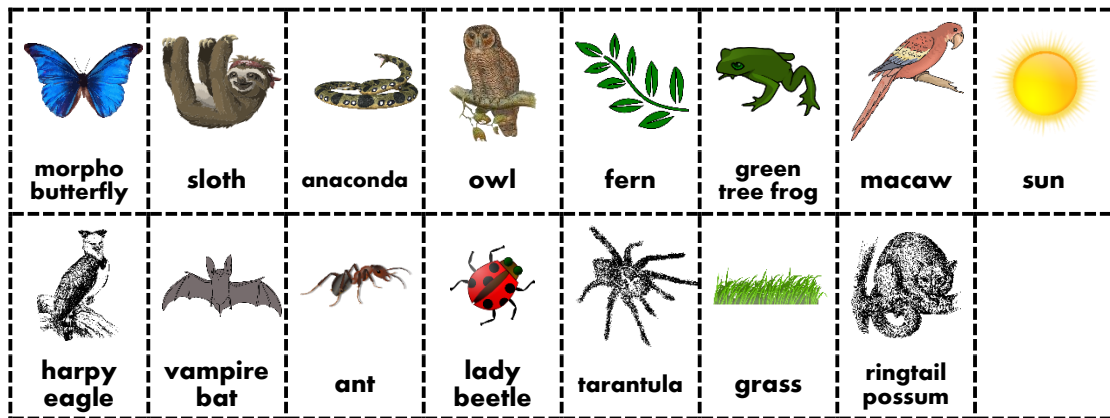 morpho
butterfly
sloth
anaconda
owl
fern
green
tree frog
macaw
sun
harpy
eagle
vampire
bat
ant
lady
beetle
tarantula
grass
ringtail
possum